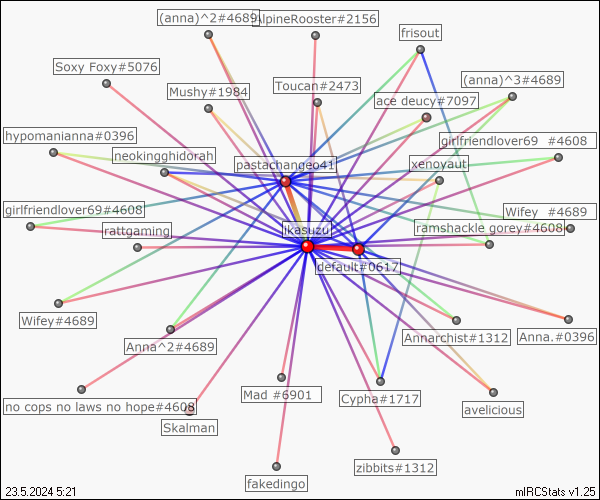 (anna)^2#4689
AlpineRooster#2156
frisout
Soxy Foxy#5076
Mushy#1984
Toucan#2473
(anna)^3#4689
ace deucy#7097
hypomanianna#0396
neokingghidorah
pastachangeo41
xenoyaut
girlfriendlover69 #4608
girlfriendlover69#4608
rattgaming
ikasuzu
Wifey #4689
ramshackle gorey#4608
default#0617
Wifey#4689
Anna^2#4689
Annarchist#1312
Anna.#0396
no cops no laws no hope#4608
Skalman
Mad #6901
Cypha#1717
avelicious
fakedingo
zibbits#1312
23.5.2024 5:21
mIRCStats v1.25